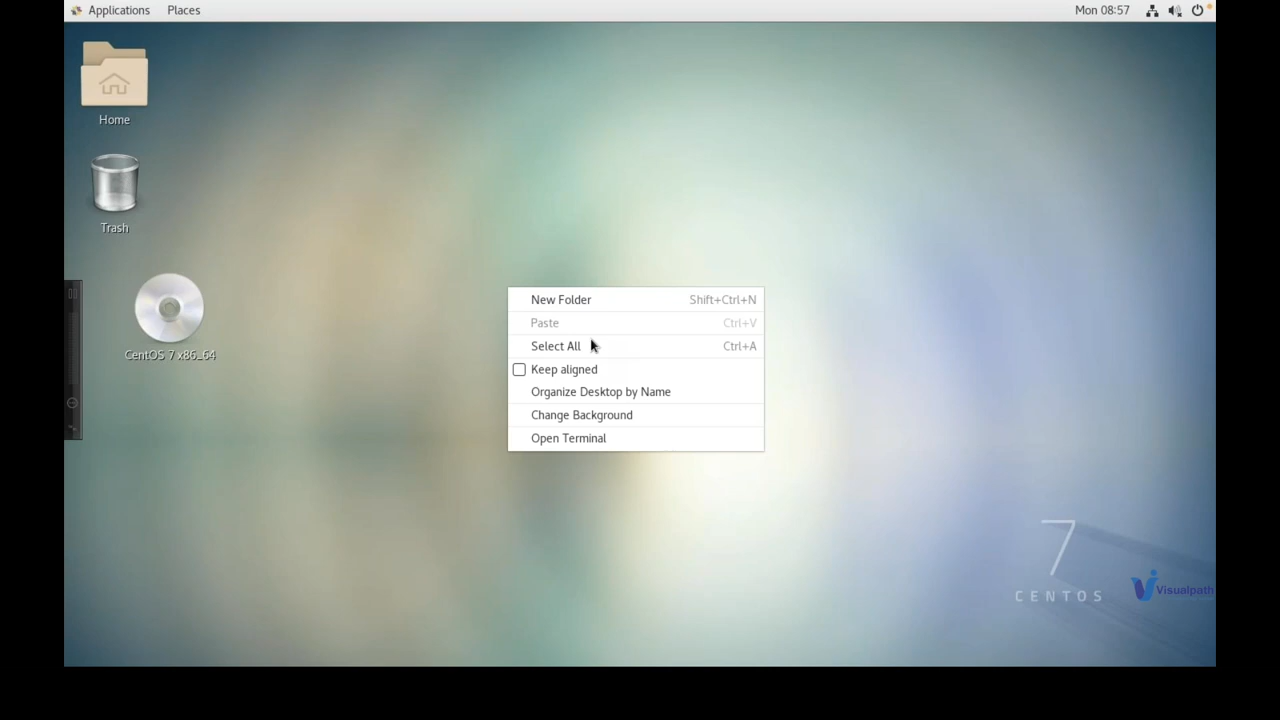 Applications Places Mon 08:57
Home
Trash
CentOS 7 x86_64
New Folder Shift+Ctrl+N
Paste Ctrl+V
Select All Ctrl+A
Keep aligned
Organize Desktop by Name
Change Background
Open Terminal
7
CENTOS
Visualpath